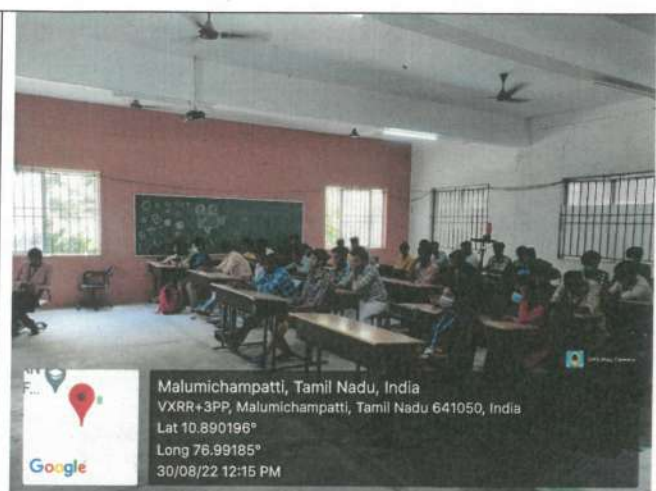 Malumichampatti, Tamil Nadu, India
VXRR+3PP, Malumichampatti, Tamil Nadu 641050, India
Lat 10.890196°
Long 76.99185°
30/08/22 12:15 PM
Google
GPS Map Camera